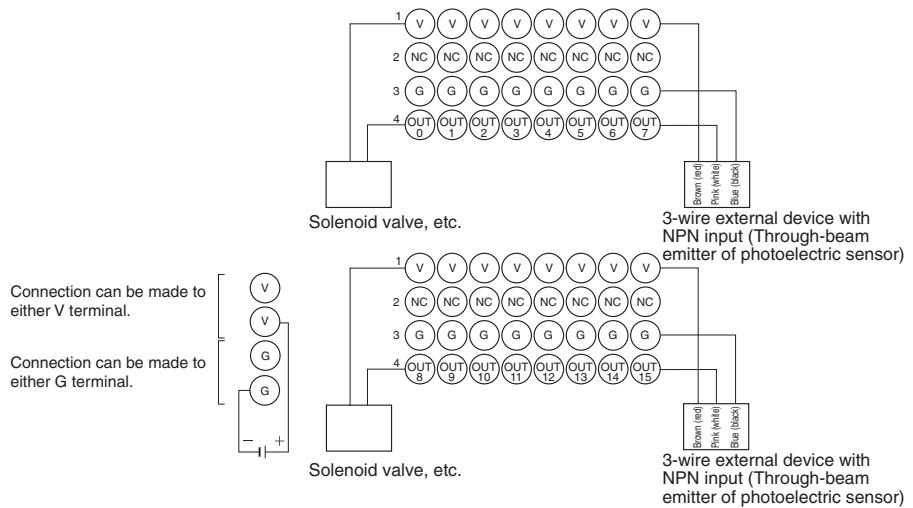 1 V V V V V V V V
2 NC NC NC NC NC NC NC NC
3 G G G G G G G G
4 OUT 0 OUT 1 OUT 2 OUT 3 OUT 4 OUT 5 OUT 6 OUT 7
Brown (red)
Pink (white)
Blue (black)
Solenoid valve, etc.
3-wire external device with
NPN input (Through-beam
emitter of photoelectric sensor)
Connection can be made to
either V terminal.
V
V
Connection can be made to
either G terminal.
G
G
− +
1 V V V V V V V V
2 NC NC NC NC NC NC NC NC
3 G G G G G G G G
4 OUT 8 OUT 9 OUT 10 OUT 11 OUT 12 OUT 13 OUT 14 OUT 15
Brown (red)
Pink (white)
Blue (black)
Solenoid valve, etc.
3-wire external device with
NPN input (Through-beam
emitter of photoelectric sensor)